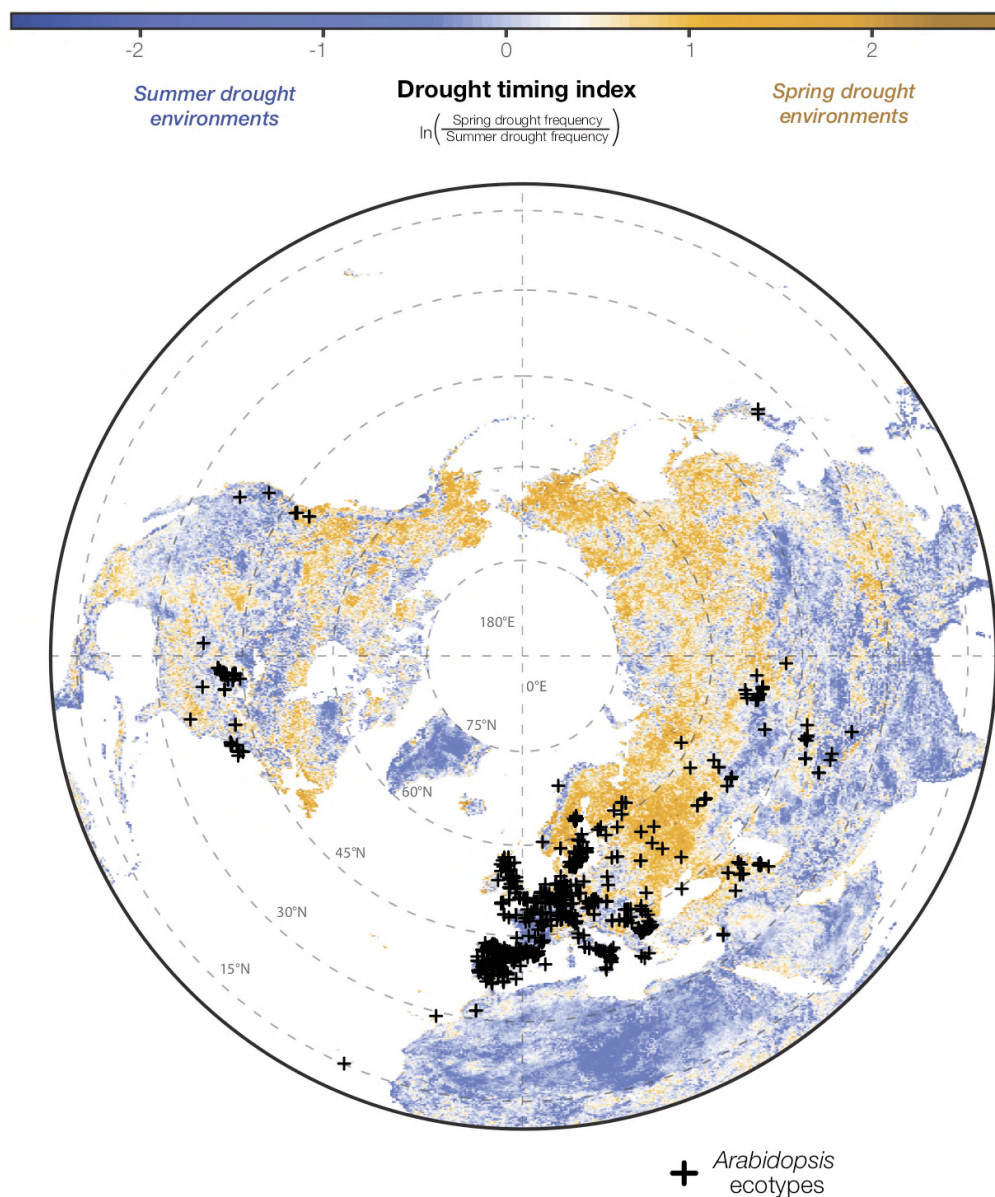 -2 -1 0 1 2
Summer drought
environments
Drought timing index
ln(Spring drought frequency
Summer drought frequency)
Spring drought
environments
180°E
0°E
75°N
60°N
45°N
30°N
15°N
Arabidopsis
ecotypes